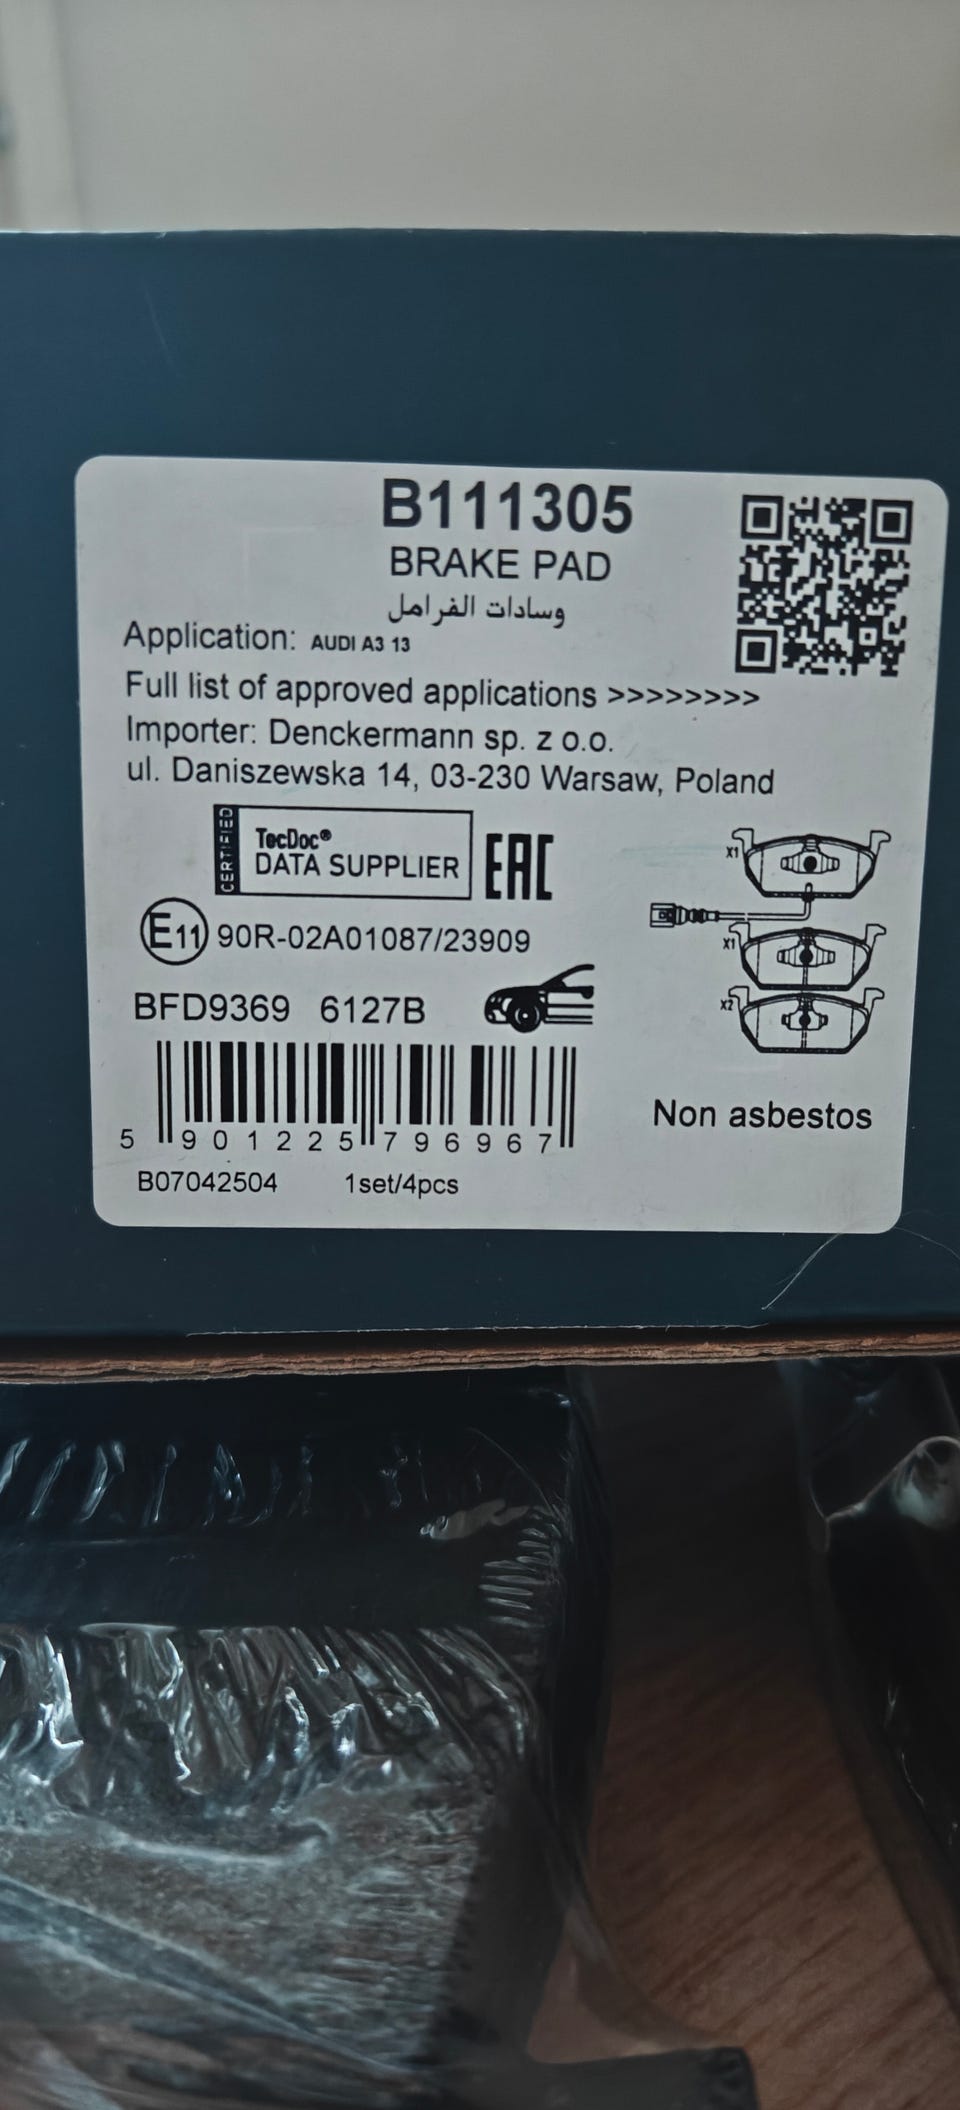 B111305
BRAKE PAD
وسادات الفرامل
Application: AUDI A3 13
Full list of approved applications >>>>>>>>
Importer: Denckermann sp. z o.o.
ul. Daniszewska 14, 03-230 Warsaw, Poland
CERTIFIED
TecDoc®
DATA SUPPLIER
EAC
E11 90R-02A01087/23909
x1
x1
x2
BFD9369 6127B
Non asbestos
5 901225 796967
B07042504 1set/4pcs